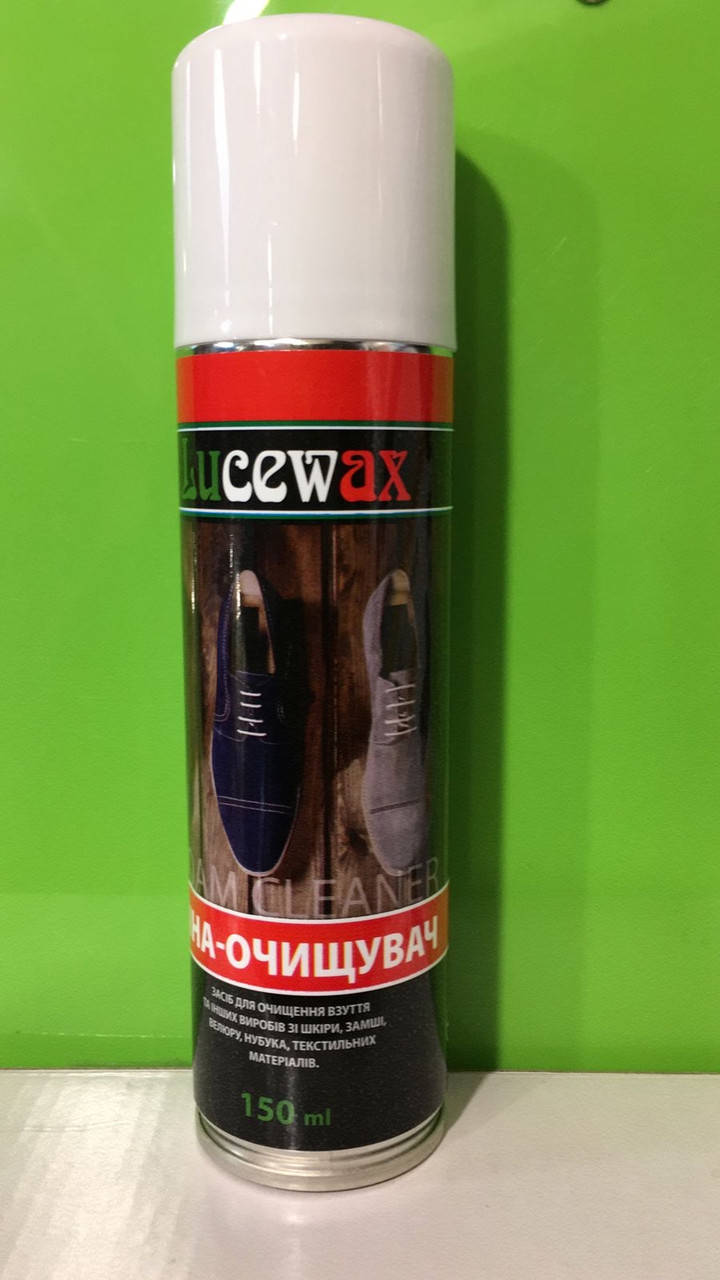 Lucewax
AM CLEANER
НА-ОЧИЩУВАЧ
ЗАСІБ ДЛЯ ОЧИЩЕННЯ ВЗУТТЯ
ТА ІНШИХ ВИРОБІВ ЗІ ШКІРИ, ЗАМШІ,
ВЕЛЮРУ, НУБУКА, ТЕКСТИЛЬНИХ
МАТЕРІАЛІВ.
150 ml